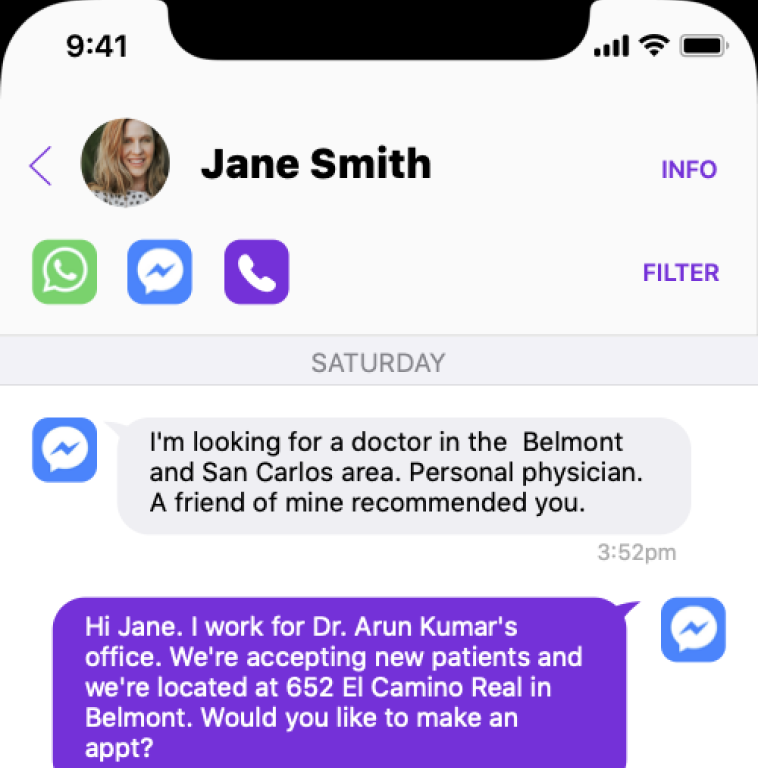 9:41
Jane Smith
INFO
FILTER
SATURDAY
I'm looking for a doctor in the  Belmont
and San Carlos area. Personal physician.
A friend of mine recommended you.
3:52pm
Hi Jane. I work for Dr. Arun Kumar's
office. We're accepting new patients and
we're located at 652 El Camino Real in
Belmont. Would you like to make an
appt?